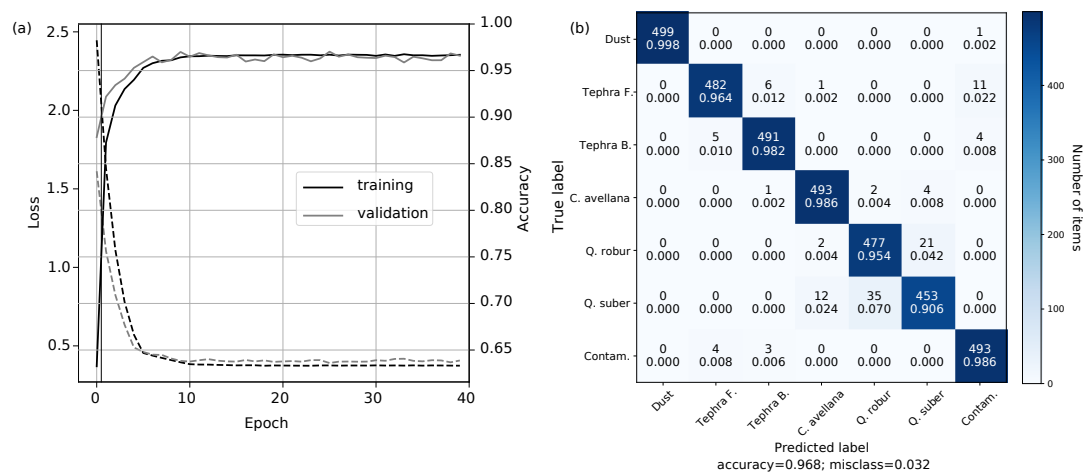 (a)
2.5
2.0
1.5
1.0
0.5
Loss
0
10
20
30
40
Epoch
1.00
0.95
0.90
0.85
0.80
0.75
0.70
0.65
Accuracy
training
validation
(b)
True label
Dust
499 0 0 0 0 0 1
0.998 0.000 0.000 0.000 0.000 0.000 0.002
Tephra F.
0 482 6 1 0 0 11
0.000 0.964 0.012 0.002 0.000 0.000 0.022
Tephra B.
0 5 491 0 0 0 4
0.000 0.010 0.982 0.000 0.000 0.000 0.008
C. avellana
0 0 1 493 2 4 0
0.000 0.000 0.002 0.986 0.004 0.008 0.000
Q. robur
0 0 0 2 477 21 0
0.000 0.000 0.000 0.004 0.954 0.042 0.000
Q. suber
0 0 0 12 35 453 0
0.000 0.000 0.000 0.024 0.070 0.906 0.000
Contam.
0 4 3 0 0 0 493
0.000 0.008 0.006 0.000 0.000 0.000 0.986
Dust
Tephra F.
Tephra B.
C. avellana
Q. robur
Q. suber
Contam.
Predicted label
accuracy=0.968; misclass=0.032
400
300
200
100
0
Number of items